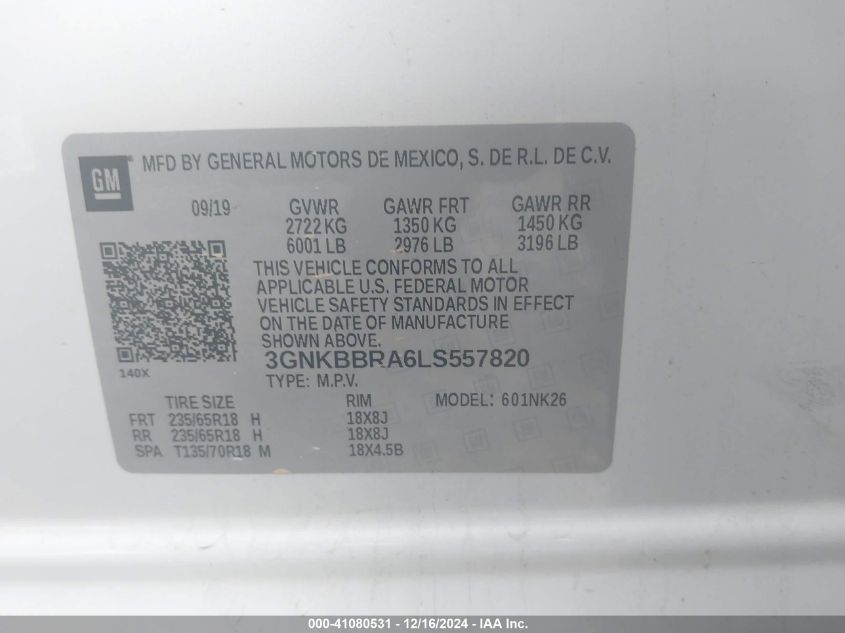 GM
MFD BY GENERAL MOTORS DE MEXICO, S. DE R.L. DE C.V.
09/19 GVWR GAWR FRT GAWR RR
2722 KG 1350 KG 1450 KG
6001 LB 2976 LB 3196 LB
THIS VEHICLE CONFORMS TO ALL
APPLICABLE U.S. FEDERAL MOTOR
VEHICLE SAFETY STANDARDS IN EFFECT
ON THE DATE OF MANUFACTURE
SHOWN ABOVE.
3GNKBBRA6LS557820
140X
TYPE: M.P.V.
TIRE SIZE RIM MODEL: 601NK26
FRT 235/65R18 H 18X8J
RR 235/65R18 H 18X8J
SPA T135/70R18 M 18X4.5B
000-41080531 - 12/16/2024 - IAA Inc.